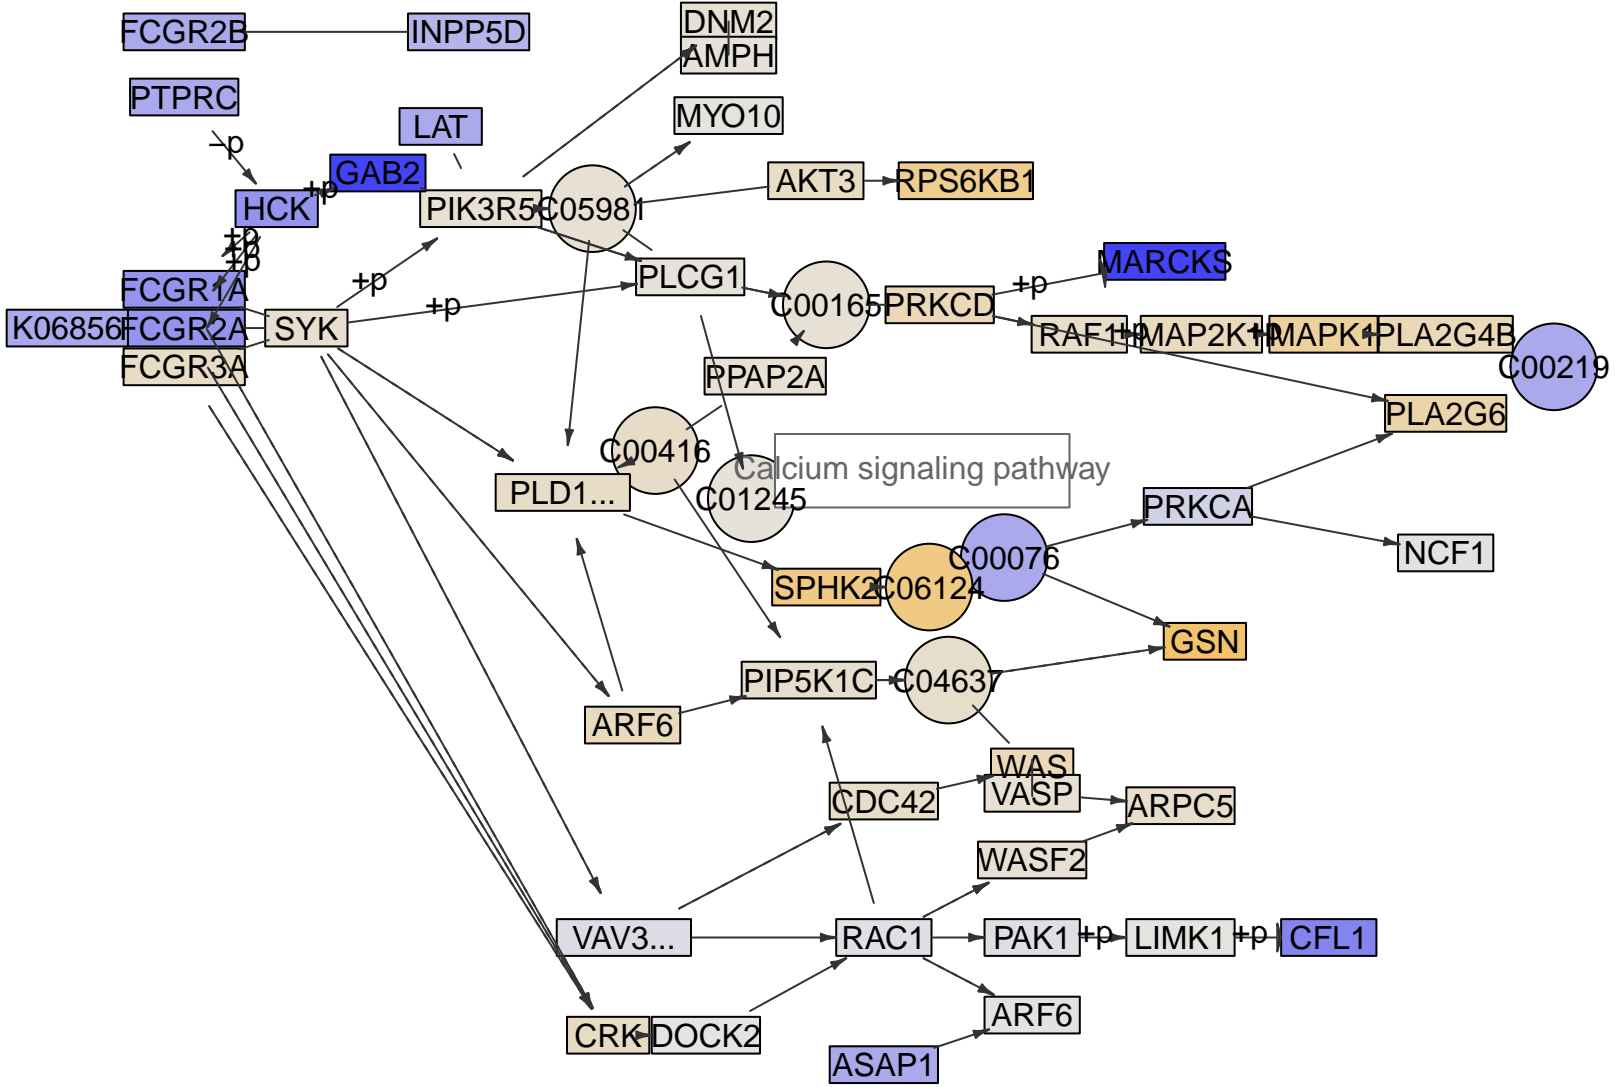 DNM2
FCGR2B
INPP5D
AMPH
PTPRC
MYO10
LAT
–p
GAB2
AKT3
RPS6KB1
+p
HCK
PIK3R5
C05981
+p
+p
+p
MARCKS
PLCG1
+p
+p
FCGR1A
C00165
PRKCD
+p
K06856
FCGR2A
SYK
RAF1
+p
MAP2K1
+p
MAPK1
PLA2G4B
FCGR3A
PPAP2A
C00219
PLA2G6
C00416
Calcium signaling pathway
PLD1...
C01245
PRKCA
NCF1
C00076
SPHK2
C06124
GSN
PIP5K1C
C04637
ARF6
WAS
VASP
CDC42
ARPC5
WASF2
VAV3...
RAC1
PAK1
+p
LIMK1
+p
CFL1
ARF6
CRK
DOCK2
ASAP1